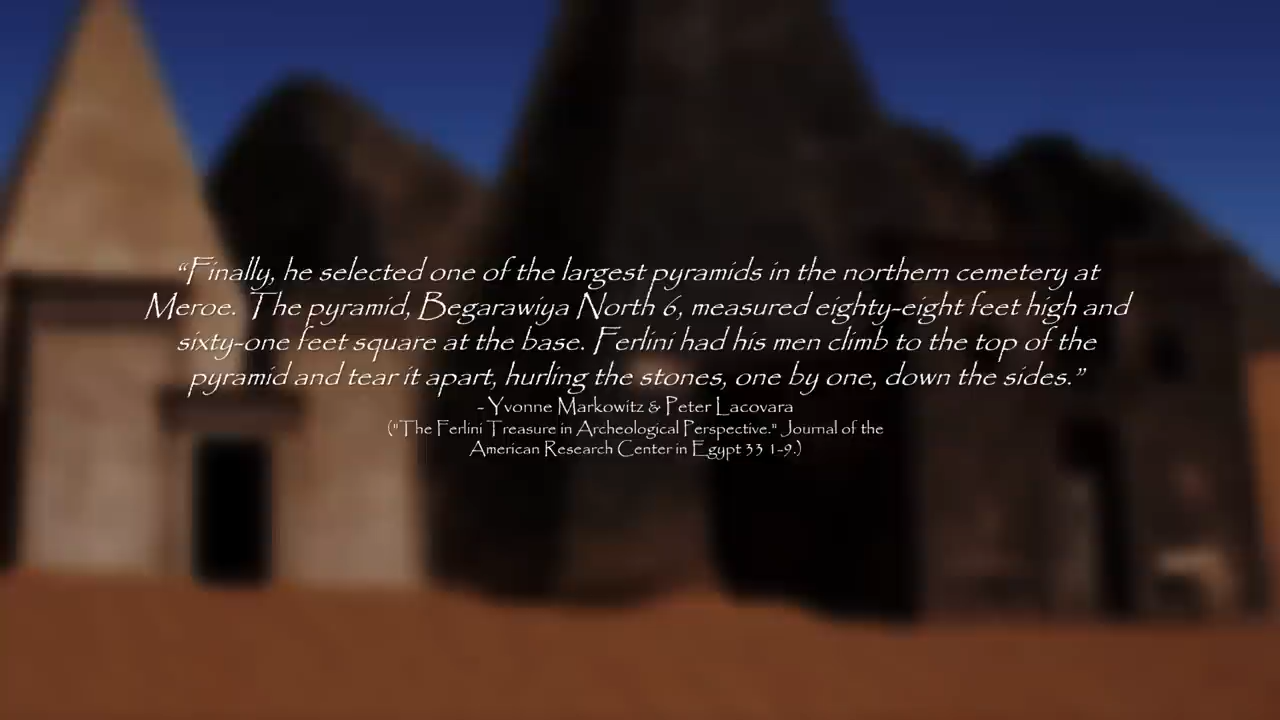 “Finally, he selected one of the largest pyramids in the northern cemetery at
Meroe. The pyramid, Begarawiya North 6, measured eighty-eight feet high and
sixty-one feet square at the base. Ferlini had his men climb to the top of the
pyramid and tear it apart, hurling the stones, one by one, down the sides.”
- Yvonne Markowitz & Peter Lacovara
("The Ferlini Treasure in Archeological Perspective." Journal of the
American Research Center in Egypt 33 1-9.)